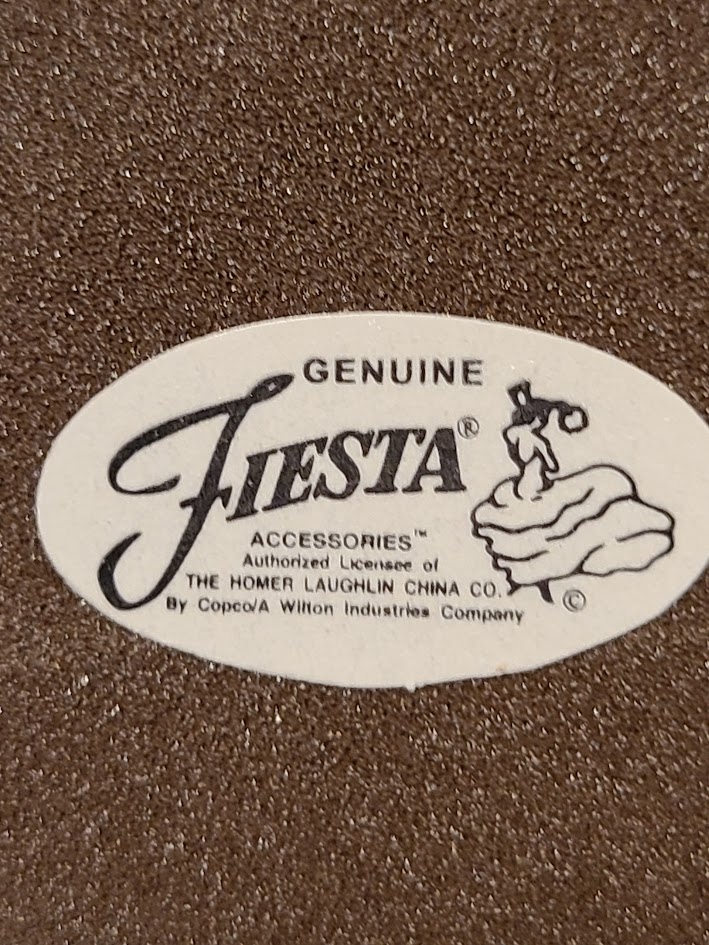 GENUINE
FIESTA®
ACCESSORIES™
Authorized Licensee of
THE HOMER LAUGHLIN CHINA CO.
By Copco/A Wilton Industries Company
©